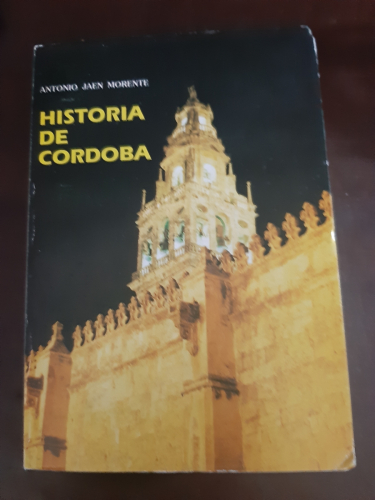 ANTONIO JAEN MORENTE
HISTORIA
DE
CORDOBA